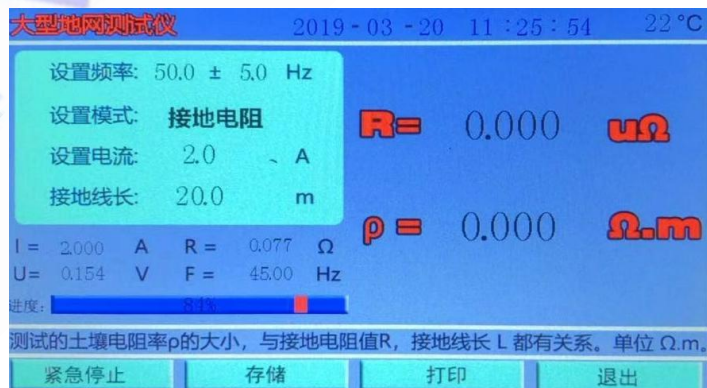 大型地网测试仪 2019-03-20 11:25:54 22℃
设置频率: 50.0 ± 5.0 Hz
设置模式: 接地电阻
设置电流: 2.0 、 A
接地线长: 20.0 m
R= 0.000 uΩ
ρ= 0.000 Ω.m
I = 2.000 A R = 0.077 Ω
U= 0.154 V F = 45.00 Hz
进度: 84%
测试的土壤电阻率ρ的大小，与接地电阻值R，接地线长 L 都有关系。单位 Ω.m。
紧急停止 存储 打印 退出